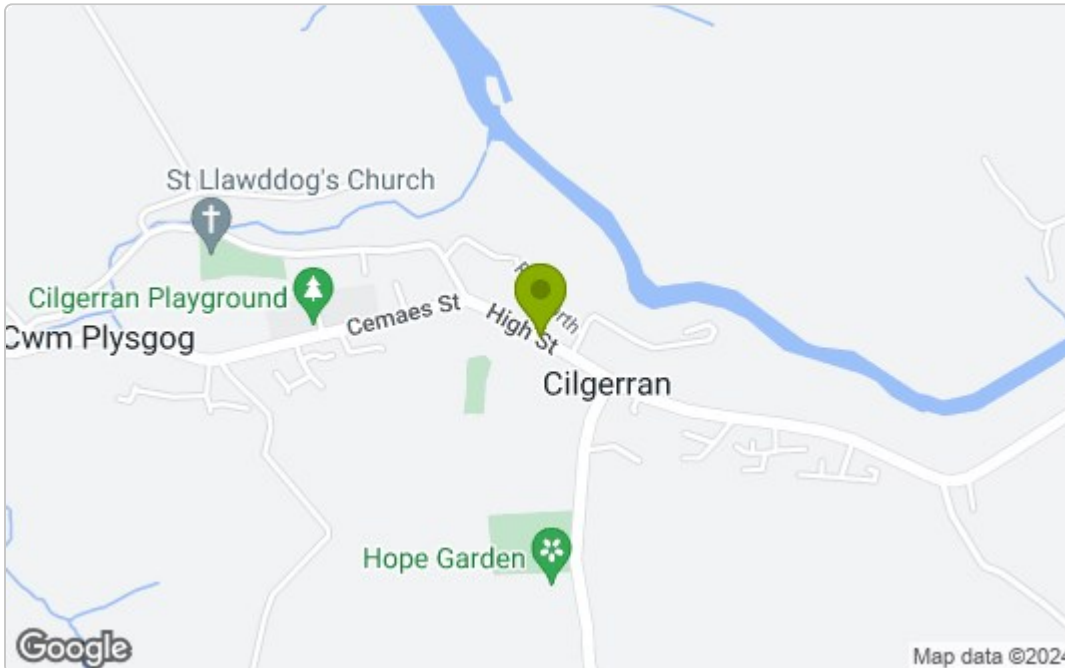 St Llawddog's Church
Cilgerran Playground
Cemaes St
Cwm Plysgog
High St
Cilgerran
Hope Garden
Google
Map data ©2024